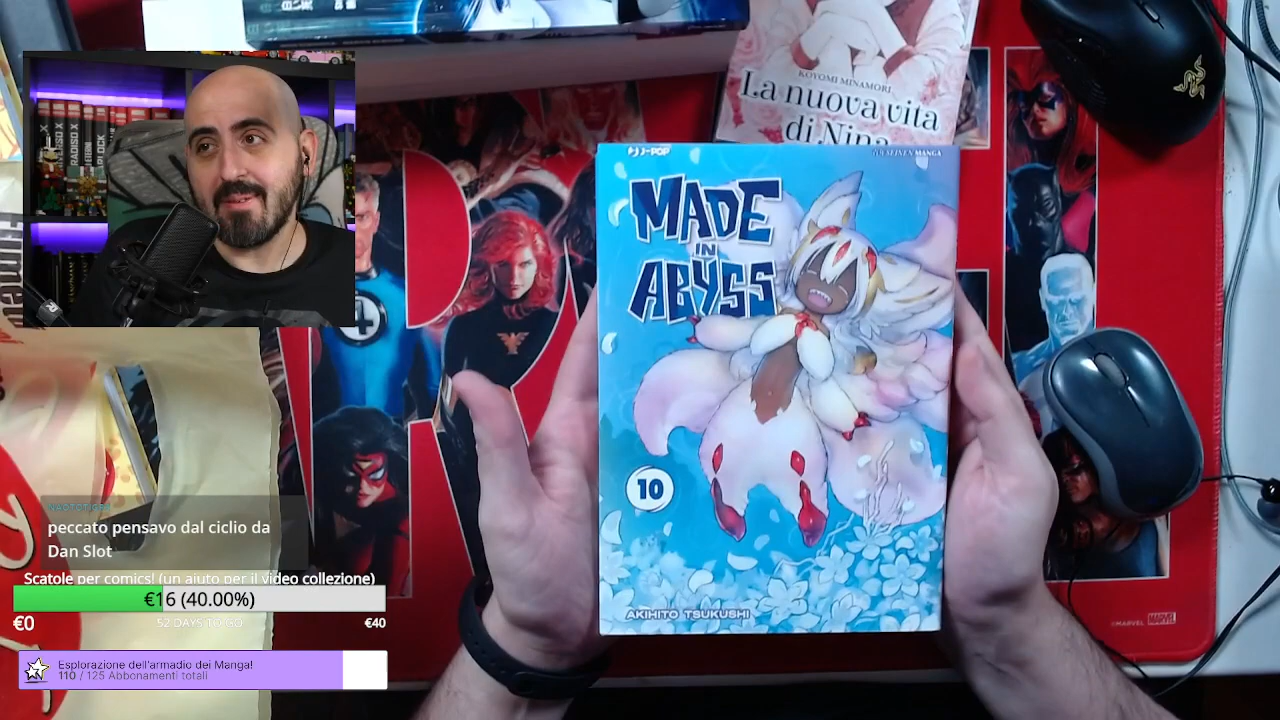 KOYOMI MINAMORI
La nuova vita
di Nina
J-POP
MADE
IN
ABYSS
10
AKIHITO TSUKUSHI
peccato pensavo dal ciclio da
Dan Slot
Scatole per comics! (un aiuto per il video collezione)
€16 (40.00%)
€0
52 DAYS TO GO
€40
Esplorazione dell'armadio dei Manga!
110 / 125 Abbonamenti totali
©MARVEL MARVEL